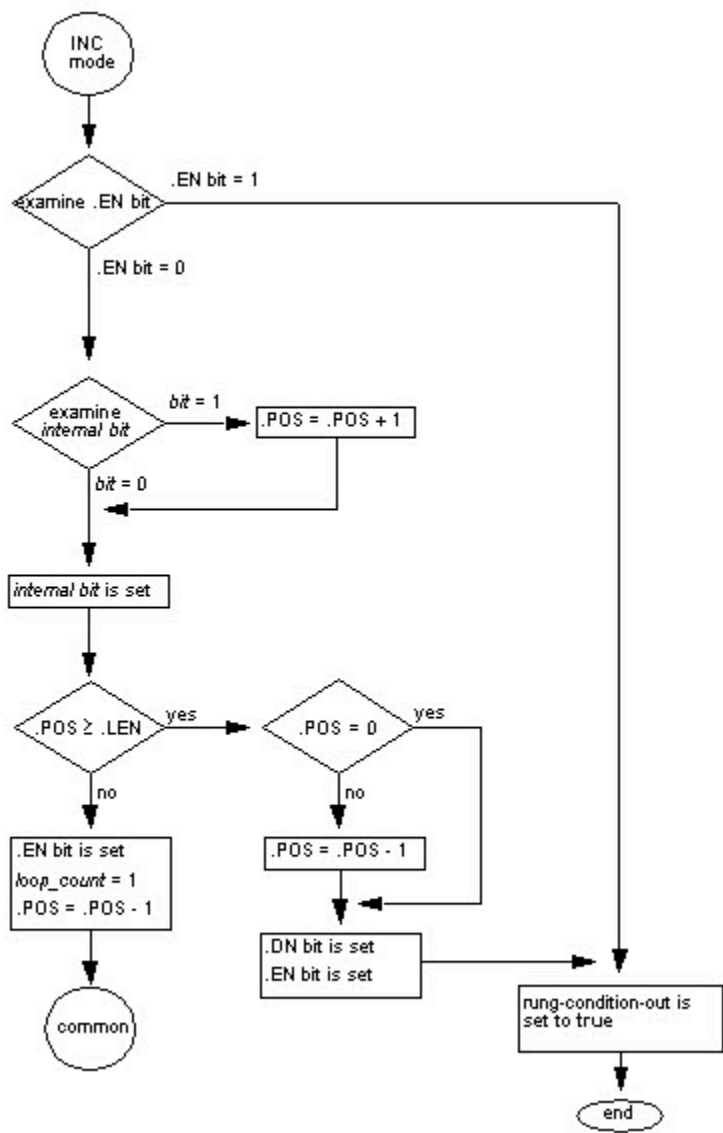 INC
mode
.EN bit = 1
examine .EN bit
.EN bit = 0
examine
internal bit
bit = 1
.POS = .POS + 1
bit = 0
internal bit is set
.POS ≥ .LEN
yes
.POS = 0
yes
no
no
.EN bit is set
loop_count = 1
.POS = .POS - 1
.POS = .POS - 1
.DN bit is set
.EN bit is set
rung-condition-out is
set to true
common
end